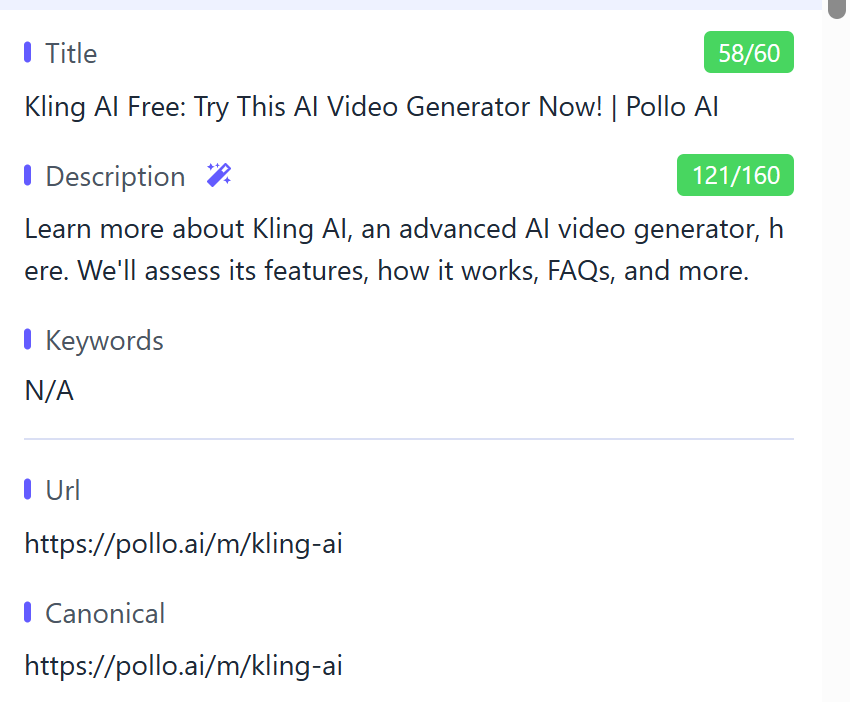 Title
58/60
Kling AI Free: Try This AI Video Generator Now! | Pollo AI
Description
121/160
Learn more about Kling AI, an advanced AI video generator, h
ere. We'll assess its features, how it works, FAQs, and more.
Keywords
N/A
Url
https://pollo.ai/m/kling-ai
Canonical
https://pollo.ai/m/kling-ai